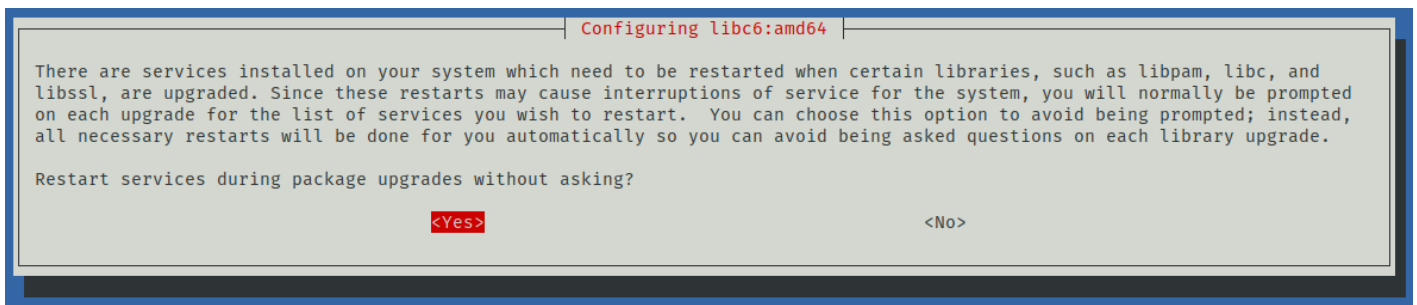 Configuring libc6:amd64
There are services installed on your system which need to be restarted when certain libraries, such as libpam, libc, and
libssl, are upgraded. Since these restarts may cause interruptions of service for the system, you will normally be prompted
on each upgrade for the list of services you wish to restart.  You can choose this option to avoid being prompted; instead,
all necessary restarts will be done for you automatically so you can avoid being asked questions on each library upgrade.
Restart services during package upgrades without asking?
<Yes> <No>